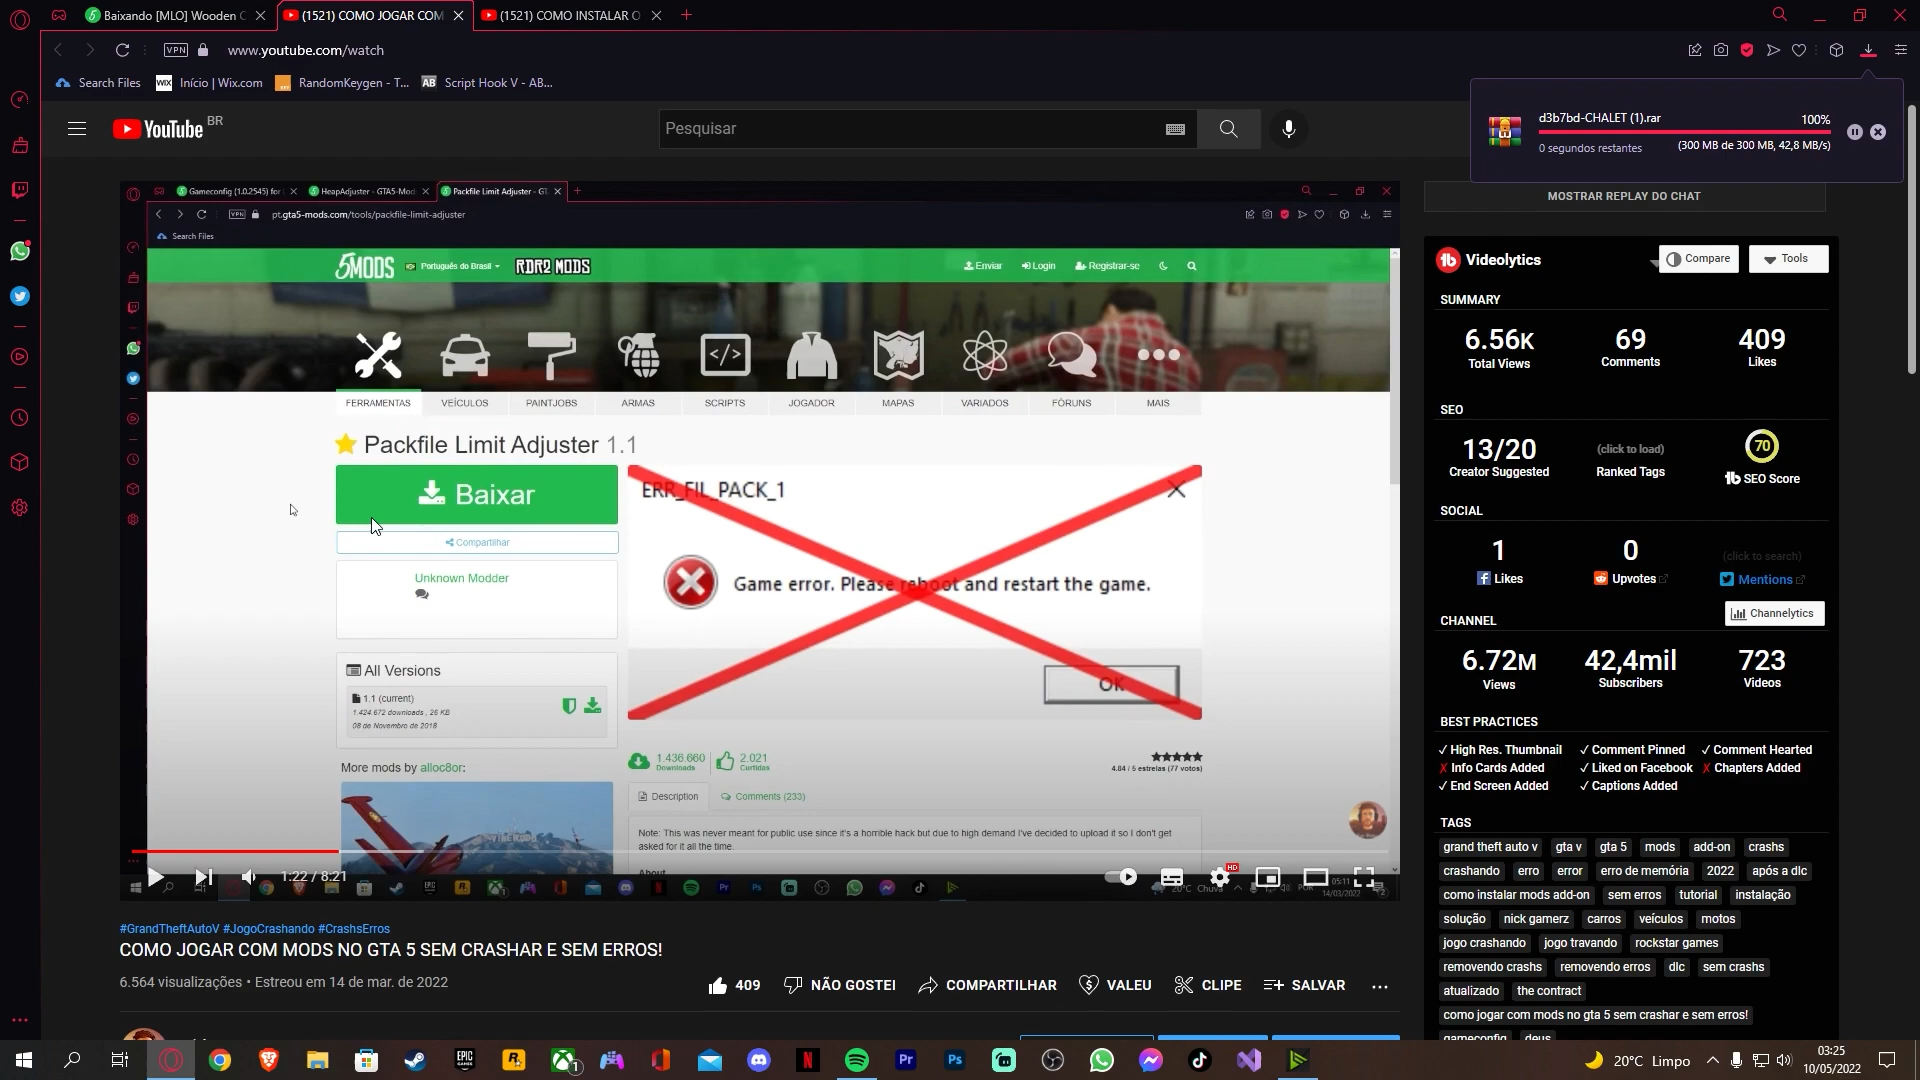 Baixando [MLO] Wooden C
(1521) COMO JOGAR COM
(1521) COMO INSTALAR O
VPN
www.youtube.com/watch
Search Files
WIX
Início | Wix.com
RandomKeygen - T...
AB
Script Hook V - AB...
d3b7bd-CHALET (1).rar
100%
0 segundos restantes
(300 MB de 300 MB, 42,8 MB/s)
YouTube BR
Pesquisar
MOSTRAR REPLAY DO CHAT
Gameconfig (1.0.2545) for
HeapAdjuster - GTA5-Mod
Packfile Limit Adjuster - GT
VPN
pt.gta5-mods.com/tools/packfile-limit-adjuster
Search Files
5MODS
Português do Brasil
RDR2 MODS
Enviar
Login
Registrar-se
FERRAMENTAS
VEÍCULOS
PAINTJOBS
ARMAS
SCRIPTS
JOGADOR
MAPAS
VARIADOS
FÓRUNS
MAIS
Packfile Limit Adjuster 1.1
Baixar
Compartilhar
Unknown Modder
All Versions
1.1 (current)
1.424.672 downloads , 26 KB
08 de Novembro de 2018
More mods by alloc8or:
ERR_FIL_PACK_1
Game error. Please reboot and restart the game.
OK
1.436.660
Downloads
2.021
Curtidas
4.84 / 5 estrelas (77 votos)
Description
Comments (233)
Note: This was never meant for public use since it's a horrible hack but due to high demand I've decided to upload it so I don't get
asked for it all the time.
About
1:22 / 8:21
HD
20°C Chuva
05:11
14/03/2022
#GrandTheftAutoV #JogoCrashando #CrashsErros
COMO JOGAR COM MODS NO GTA 5 SEM CRASHAR E SEM ERROS!
6.564 visualizações • Estreou em 14 de mar. de 2022
409
NÃO GOSTEI
COMPARTILHAR
VALEU
CLIPE
SALVAR
Videolytics
Compare
Tools
SUMMARY
6.56K
Total Views
69
Comments
409
Likes
SEO
13/20
Creator Suggested
(click to load)
Ranked Tags
70
SEO Score
SOCIAL
1
Likes
0
Upvotes
(click to search)
Mentions
Channelytics
CHANNEL
6.72M
Views
42,4mil
Subscribers
723
Videos
BEST PRACTICES
✓ High Res. Thumbnail
✓ Comment Pinned
✓ Comment Hearted
✗ Info Cards Added
✓ Liked on Facebook
✗ Chapters Added
✓ End Screen Added
✓ Captions Added
TAGS
grand theft auto v
gta v
gta 5
mods
add-on
crashs
crashando
erro
error
erro de memória
2022
após a dlc
como instalar mods add-on
sem erros
tutorial
instalação
solução
nick gamerz
carros
veículos
motos
jogo crashando
jogo travando
rockstar games
removendo crashs
removendo erros
dlc
sem crashs
atualizado
the contract
como jogar com mods no gta 5 sem crashar e sem erros!
gameconfig
deus
20°C Limpo
03:25
10/05/2022